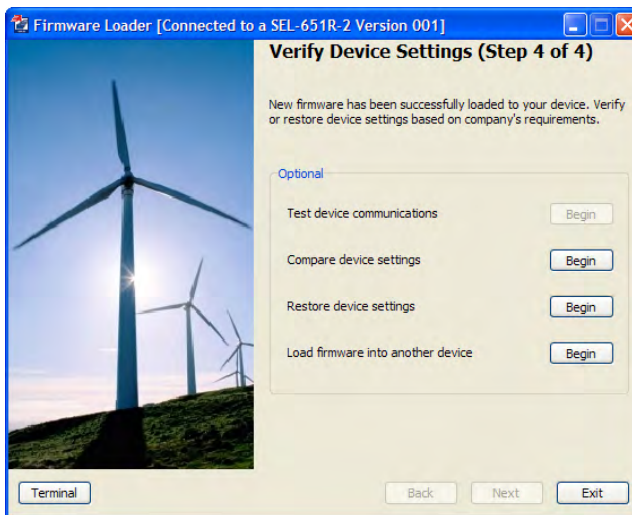 Firmware Loader [Connected to a SEL-651R-2 Version 001]
Verify Device Settings (Step 4 of 4)
New firmware has been successfully loaded to your device. Verify
or restore device settings based on company's requirements.
Optional
Test device communications Begin
Compare device settings Begin
Restore device settings Begin
Load firmware into another device Begin
Terminal Back Next Exit